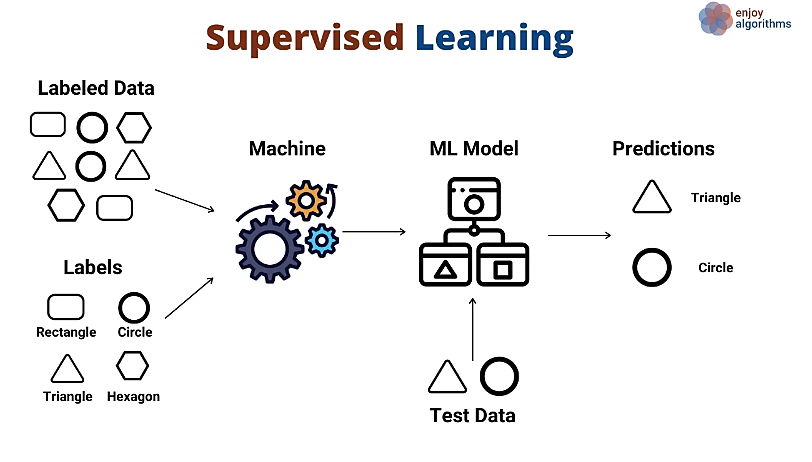 Supervised Learning
enjoy
algorithms
Labeled Data
Machine
ML Model
Predictions
Triangle
Circle
Labels
Rectangle
Circle
Triangle
Hexagon
Test Data